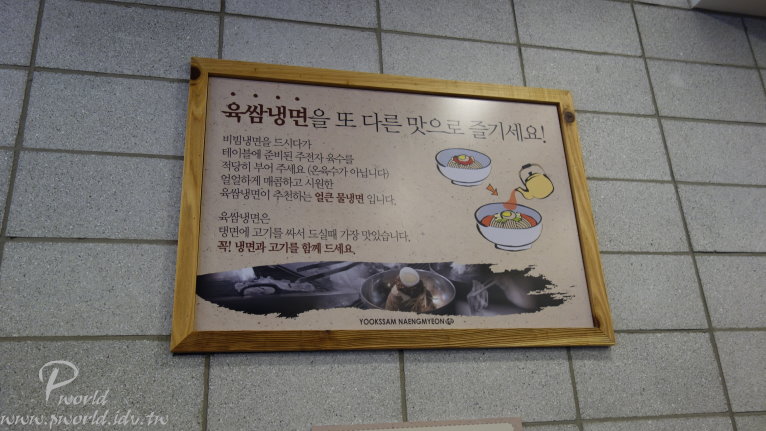 육쌈냉면을 또 다른 맛으로 즐기세요!
비빔냉면을 드시다가
테이블에 준비된 주전자 육수를
적당히 부어 주세요 (온육수가 아닙니다)
얼얼하게 매콤하고 시원한
육쌈냉면이 추천하는 얼큰 물냉면 입니다.
육쌈냉면은
냉면에 고기를 싸서 드실때 가장 맛있습니다.
꼭! 냉면과 고기를 함께 드세요.
YOOKSSAM NAENGMYEON
P world
www.pworld.idv.tw